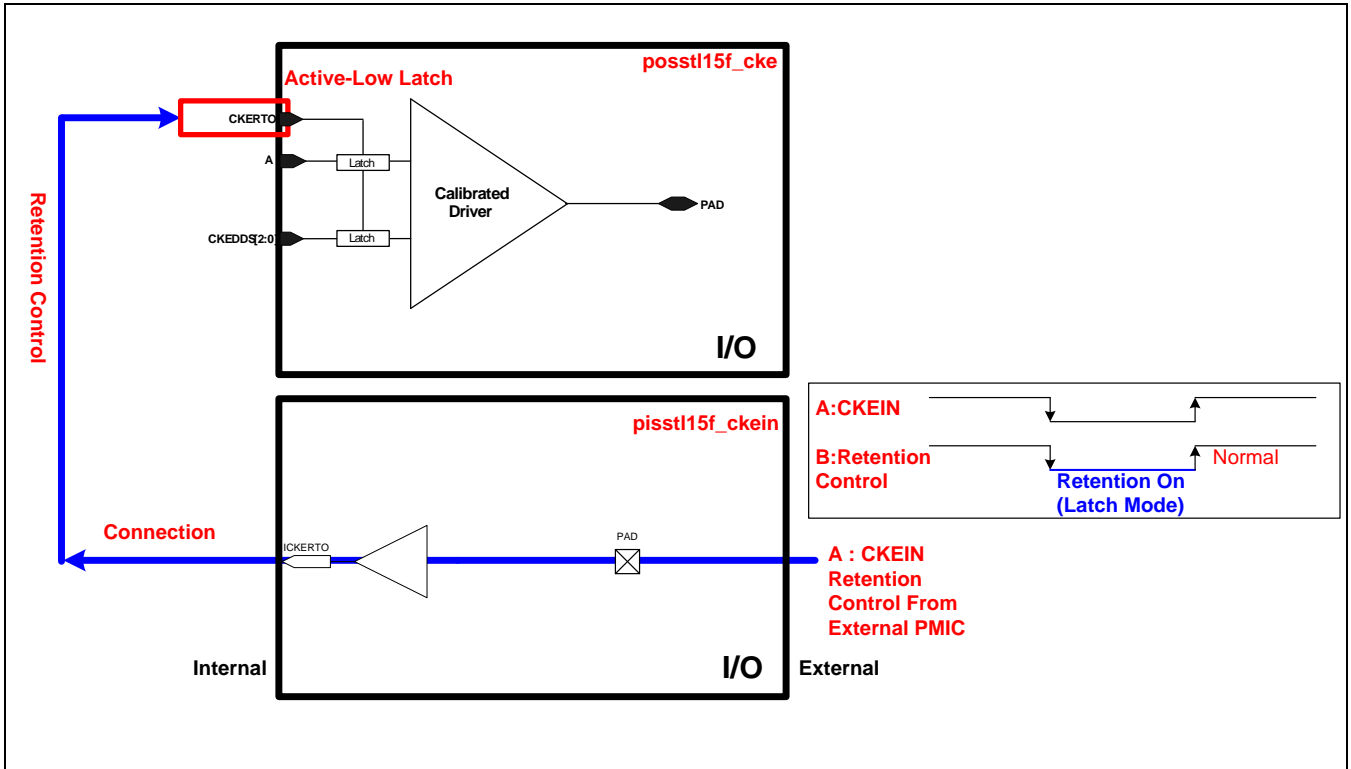 posstl15f_cke
Active-Low Latch
CKERTO
A
Latch
Calibrated
Driver
PAD
CKEDDS[2:0]
Latch
I/O
Retention Control
pisstl15f_ckein
A:CKEIN
B:Retention
Control
Normal
Retention On
(Latch Mode)
Connection
ICKERTO
PAD
A : CKEIN
Retention
Control From
External PMIC
Internal
I/O
External